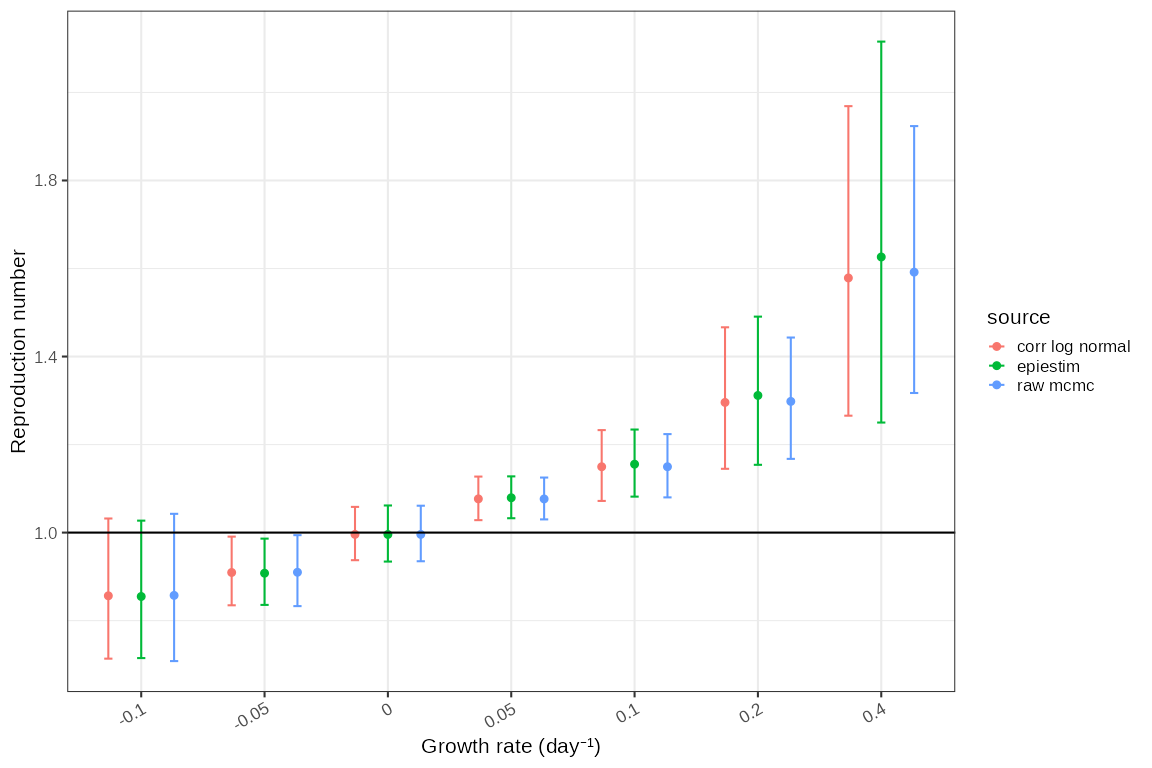 Reproduction number
1.8
1.4
1.0
-0.1
-0.05
0
0.05
0.1
0.2
0.4
Growth rate (day⁻¹)
source
corr log normal
epiestim
raw mcmc